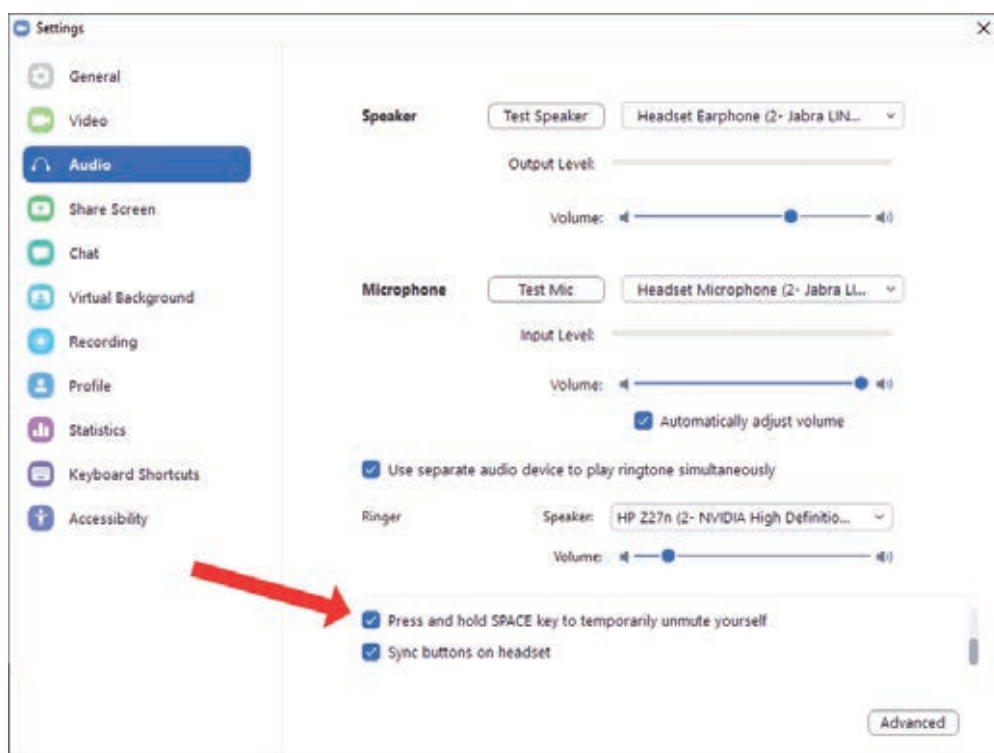 Settings
General
Video
Audio
Share Screen
Chat
Virtual Background
Recording
Profile
Statistics
Keyboard Shortcuts
Accessibility
Speaker Test Speaker Headset Earphone (2- Jabra LIN...
Output Level:
Volume:
Microphone Test Mic Headset Microphone (2- Jabra LI...
Input Level:
Volume:
Automatically adjust volume
Use separate audio device to play ringtone simultaneously
Ringer Speaker: HP Z27n (2- NVIDIA High Definitio...
Volume:
Press and hold SPACE key to temporarily unmute yourself
Sync buttons on headset
Advanced